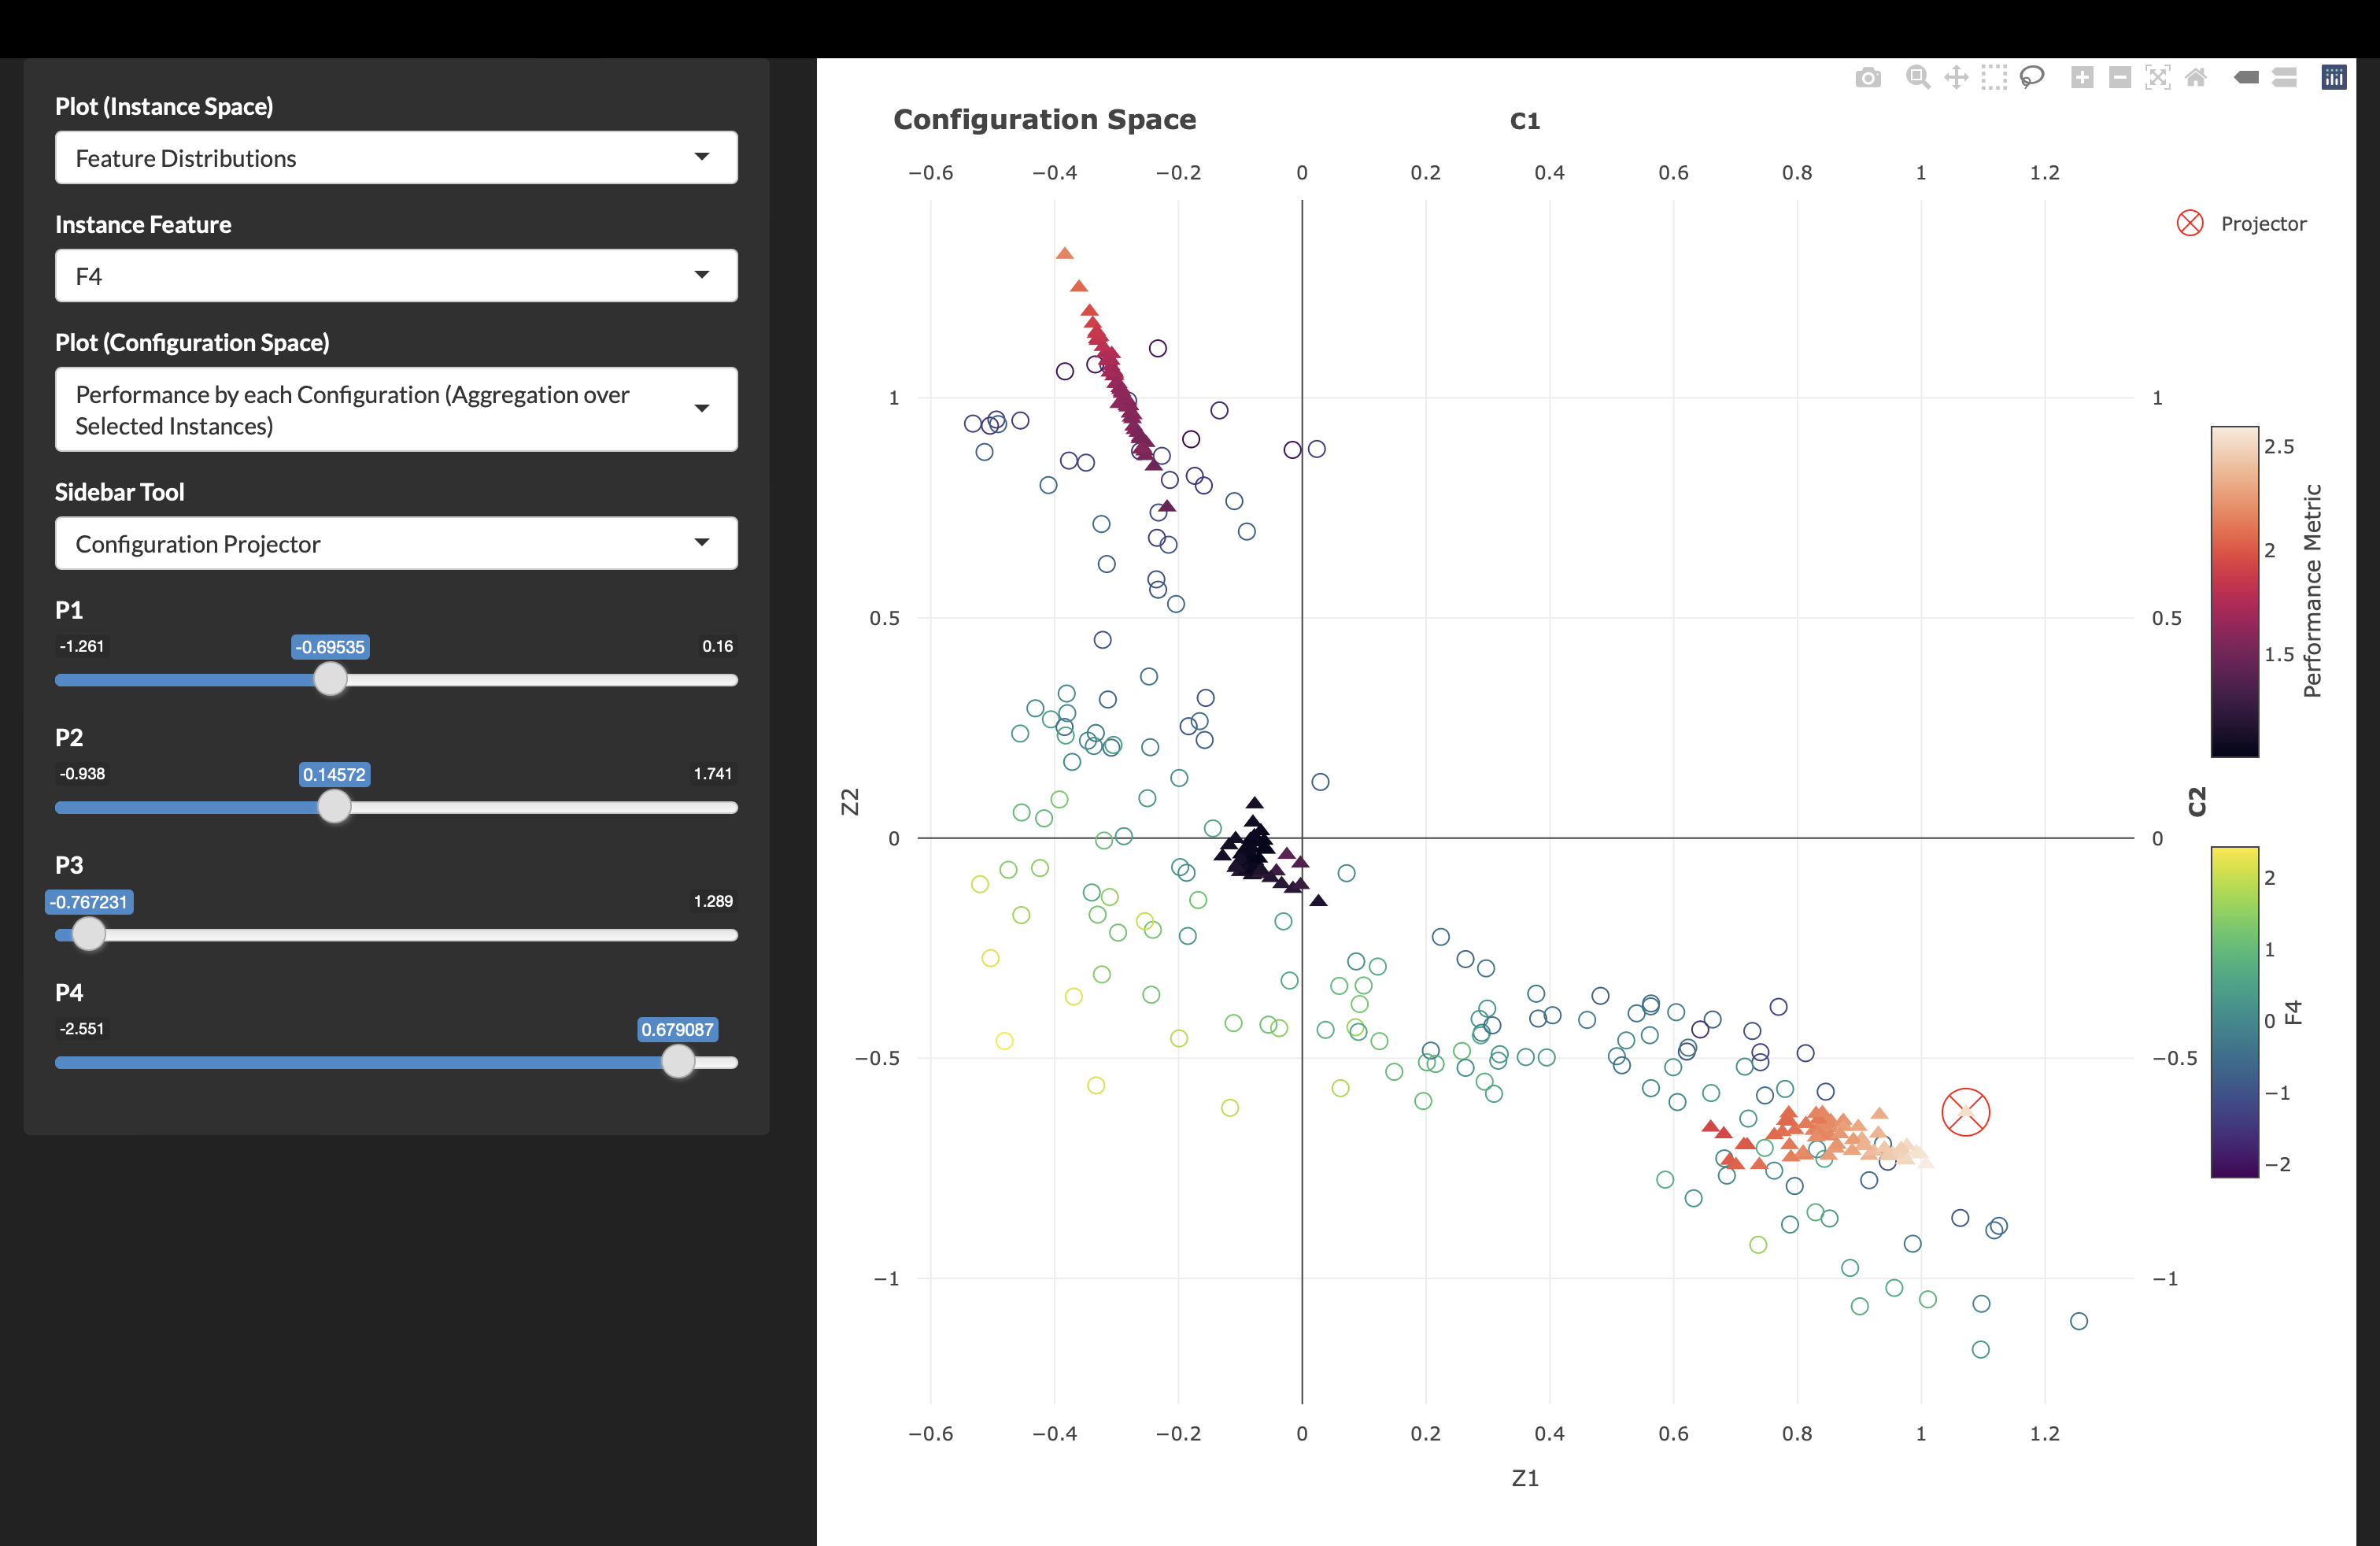 Plot (Instance Space)
Feature Distributions
Instance Feature
F4
Plot (Configuration Space)
Performance by each Configuration (Aggregation over
Selected Instances)
Sidebar Tool
Configuration Projector
P1
-1.261 -0.69535 0.16
P2
-0.938 0.14572 1.741
P3
-0.767231 1.289
P4
-2.551 0.679087
Configuration Space
C1
−0.6 −0.4 −0.2 0 0.2 0.4 0.6 0.8 1 1.2
Projector
1
0.5
0
−0.5
−1
Z2
1
0.5
0
−0.5
−1
C2
2.5
2
1.5
Performance Metric
2
1
0
−1
−2
F4
−0.6 −0.4 −0.2 0 0.2 0.4 0.6 0.8 1 1.2
Z1